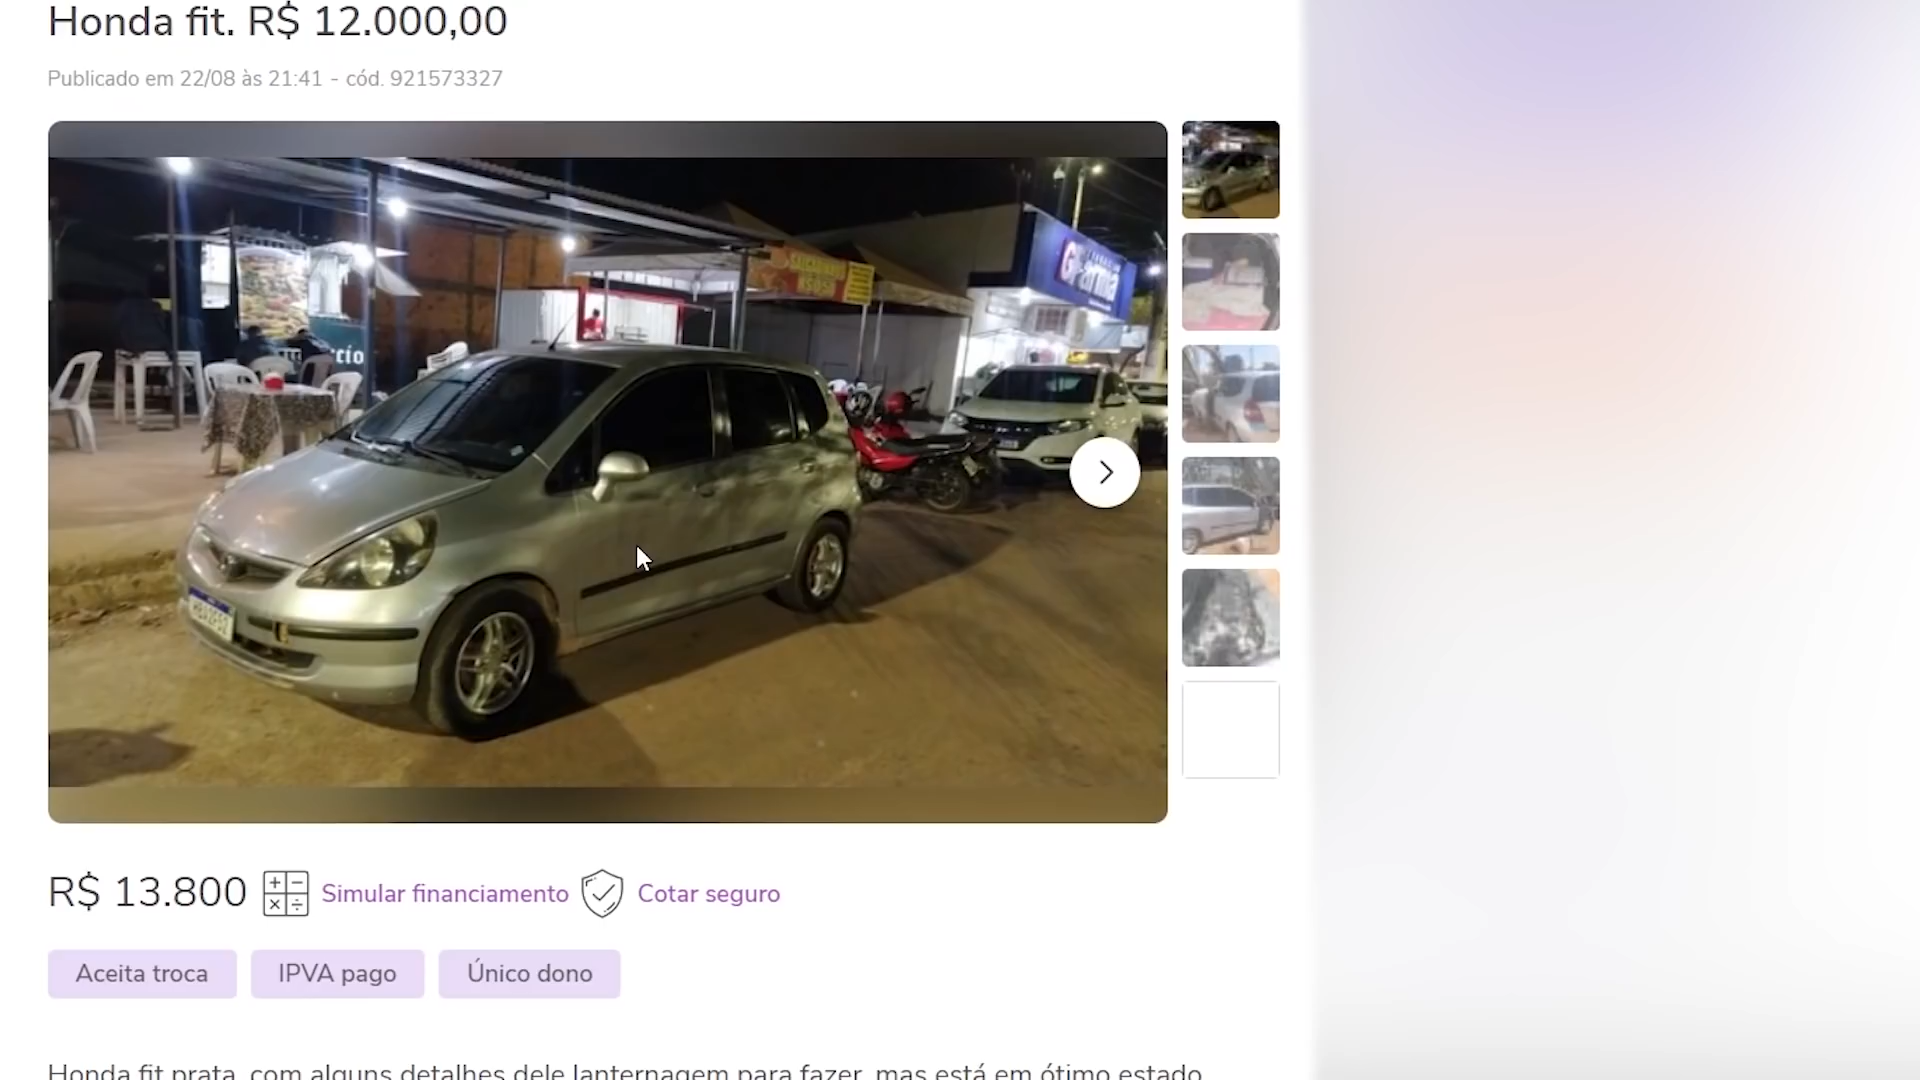 Honda fit. R$ 12.000,00
Publicado em 22/08 às 21:41 - cód. 921573327
R$ 13.800
Simular financiamento
Cotar seguro
Aceita troca
IPVA pago
Único dono
Honda fit prata, com alguns detalhes dele lanternagem para fazer, mas está em ótimo estado